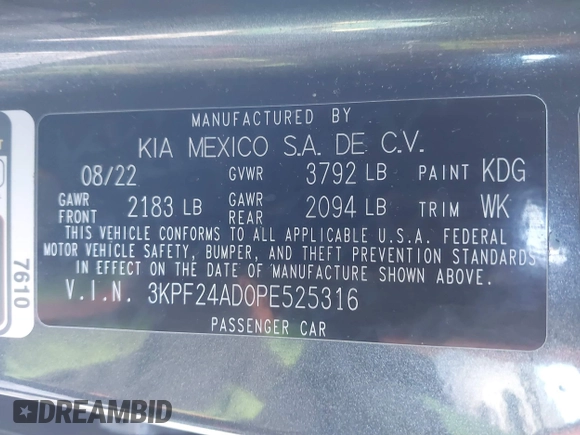 MANUFACTURED BY
KIA MEXICO S.A. DE C.V.
08/22 GVWR 3792 LB PAINT KDG
GAWR FRONT 2183 LB GAWR REAR 2094 LB TRIM WK
THIS VEHICLE CONFORMS TO ALL APPLICABLE U.S.A. FEDERAL
MOTOR VEHICLE SAFETY, BUMPER, AND THEFT PREVENTION STANDARDS
IN EFFECT ON THE DATE OF MANUFACTURE SHOWN ABOVE.
V.I.N. 3KPF24AD0PE525316
PASSENGER CAR
7610
DREAMBID